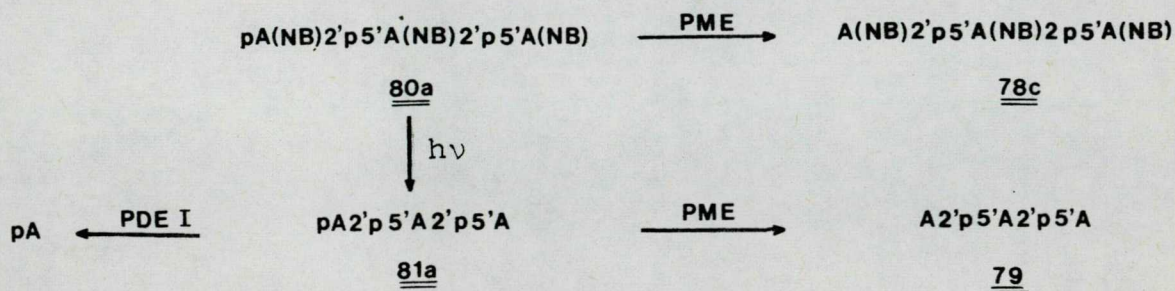 pA(NB)2'p5'A(NB)2'p5'A(NB) PME A(NB)2'p5'A(NB)2p5'A(NB)
80a 78c
hν
pA PDE I pA2'p5'A2'p5'A PME A2'p5'A2'p5'A
81a 79